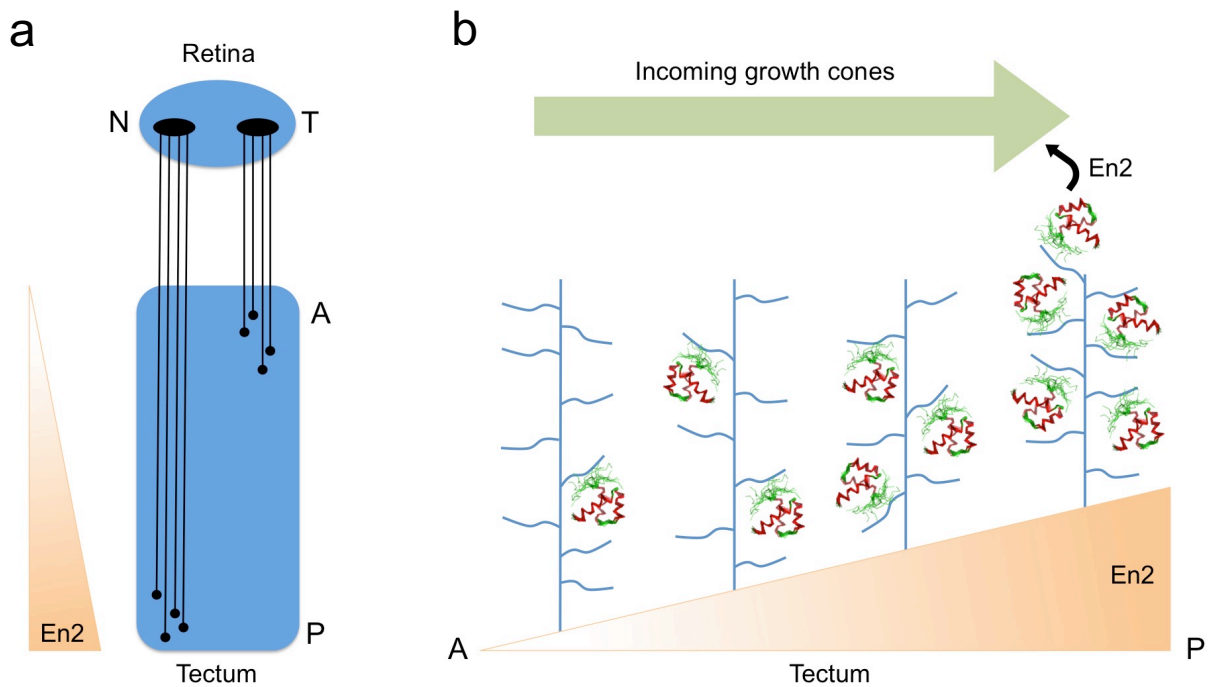 a
Retina
N
T
A
En2
P
Tectum
b
Incoming growth cones
En2
En2
A
P
Tectum